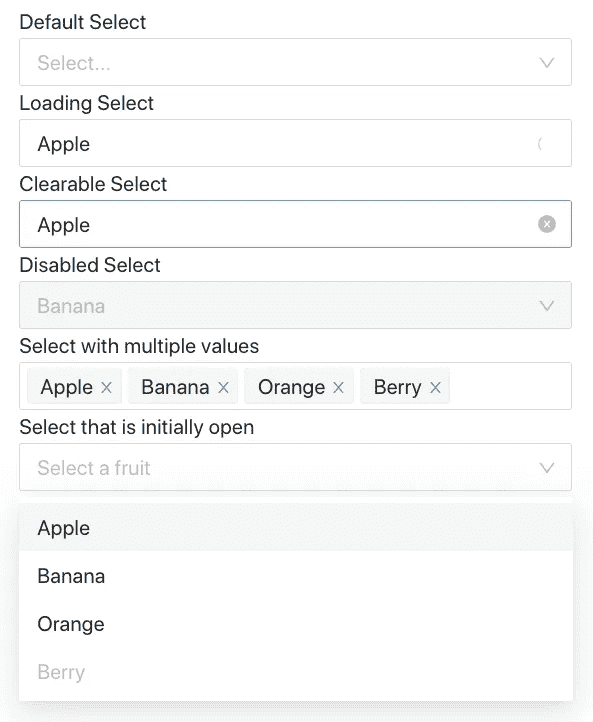 Default Select
Select...
Loading Select
Apple
Clearable Select
Apple
Disabled Select
Banana
Select with multiple values
Apple Banana Orange Berry
Select that is initially open
Select a fruit
Apple
Banana
Orange
Berry